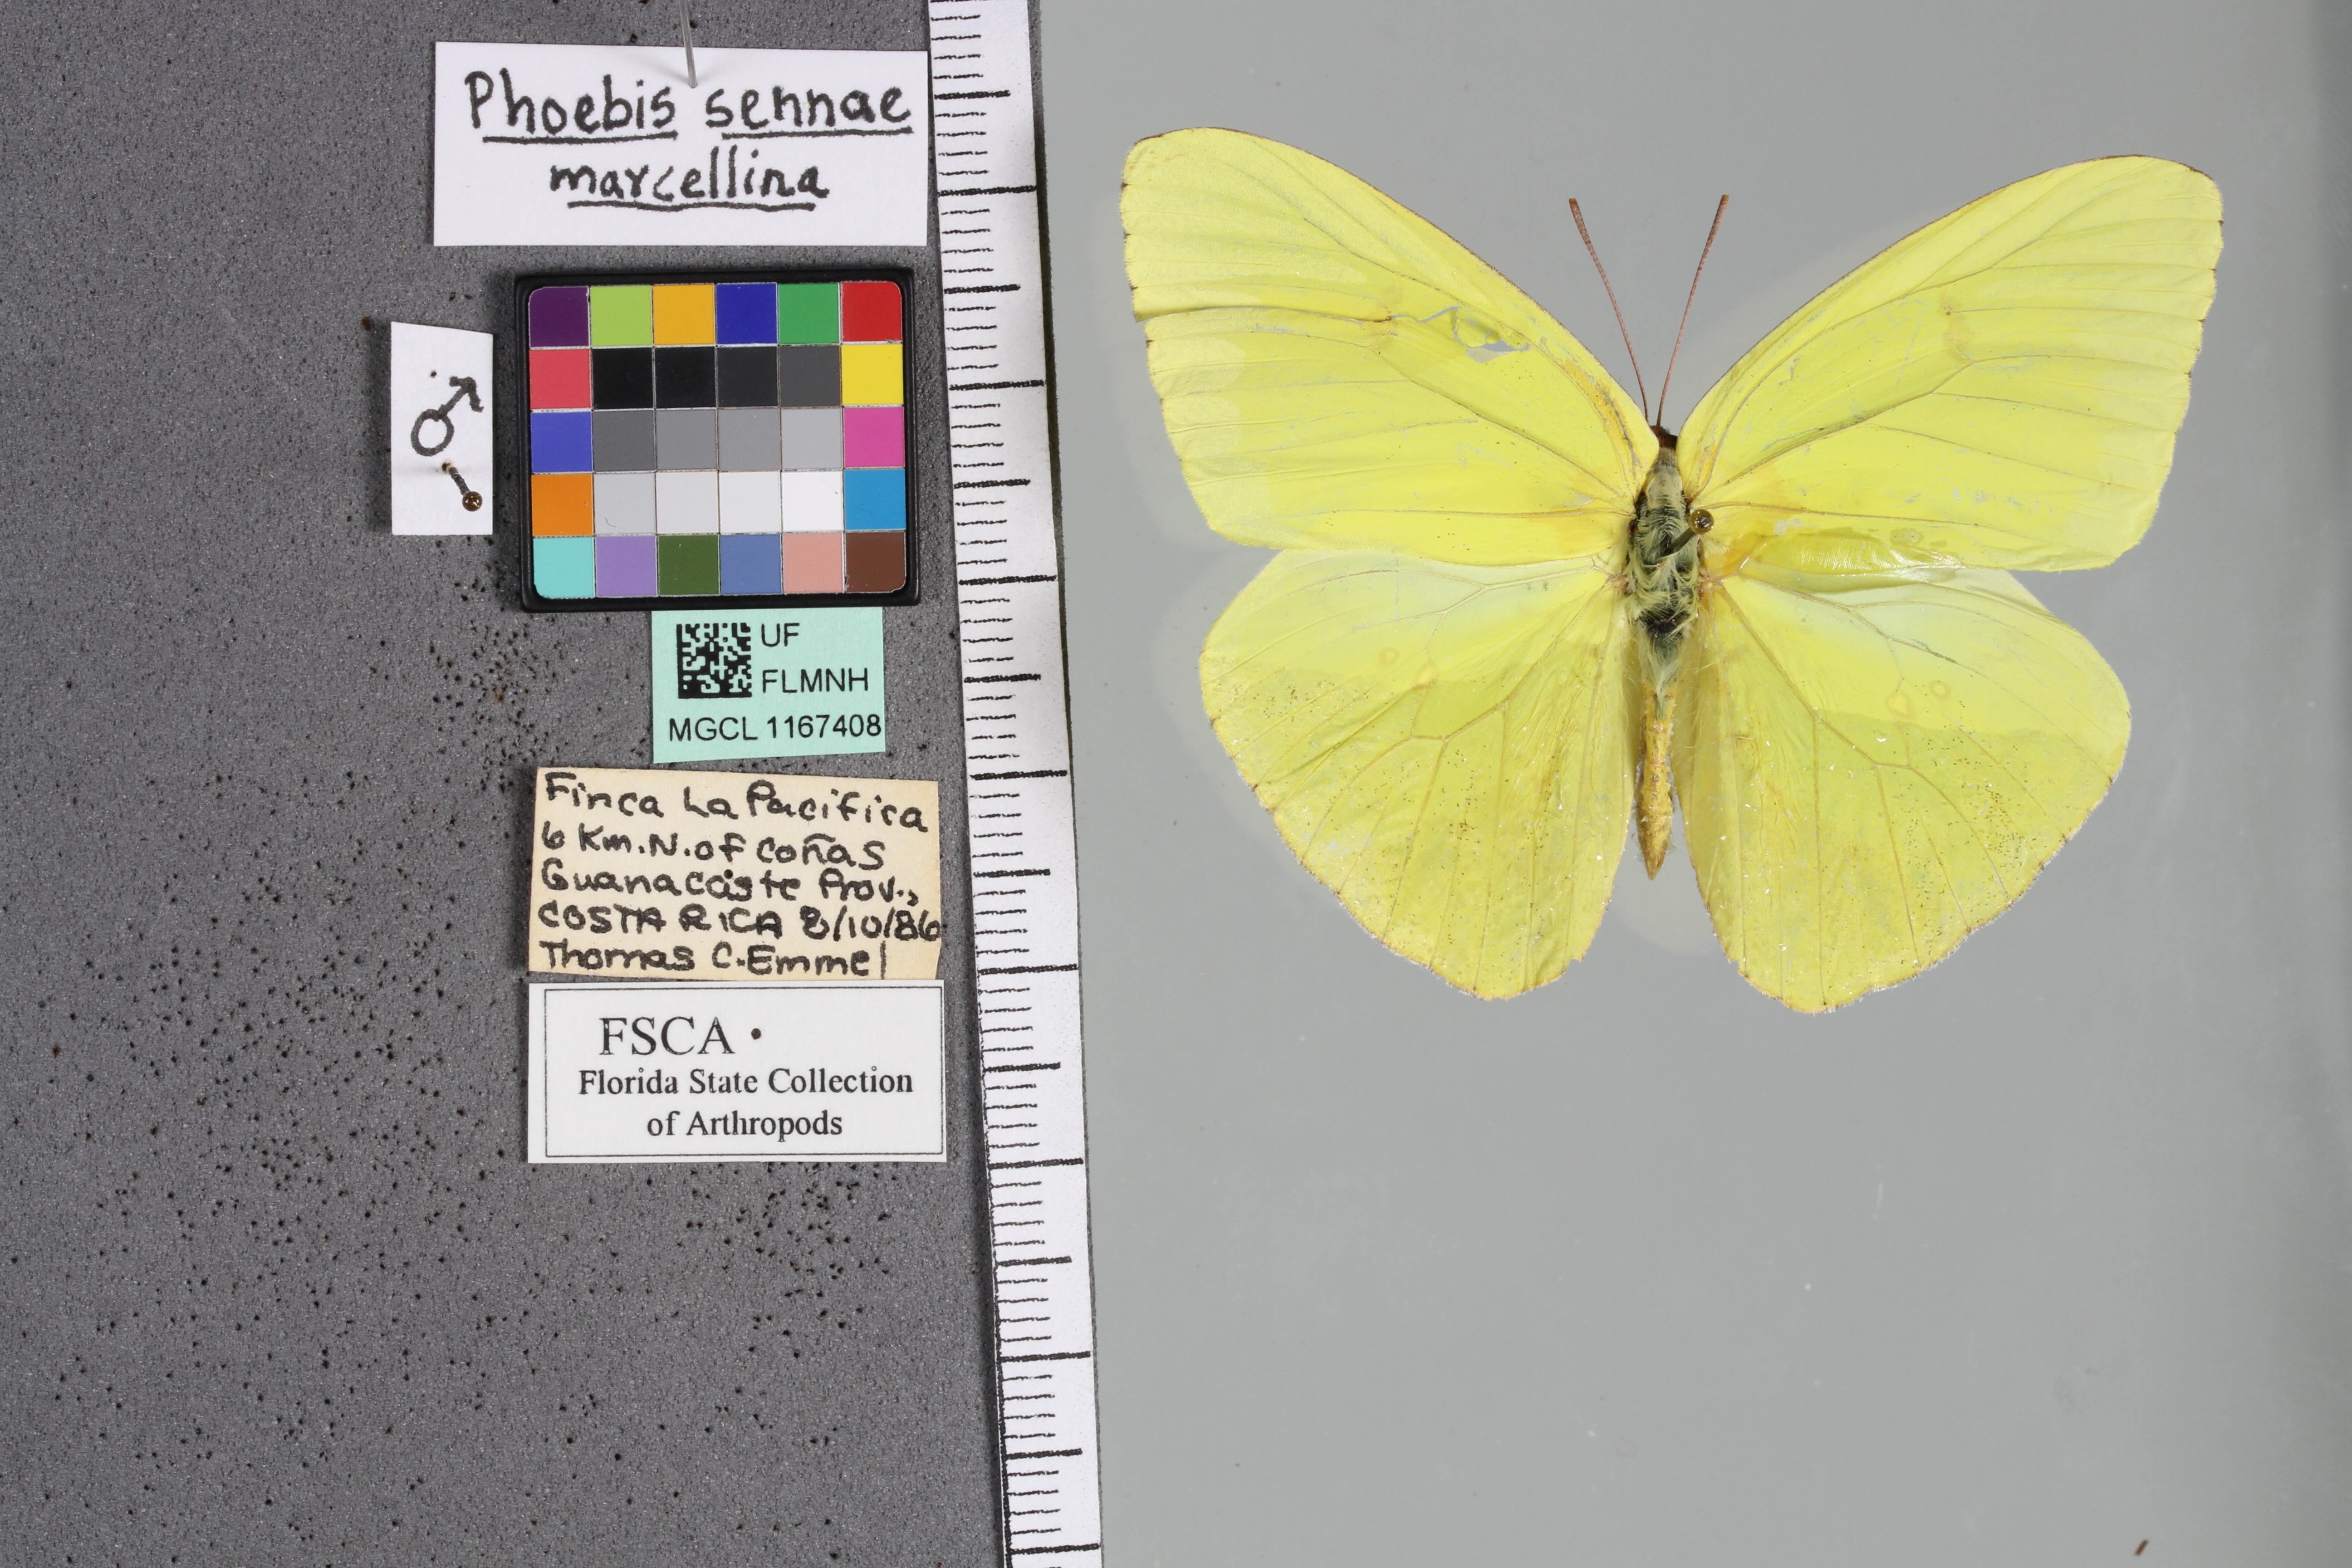 Phoebis sennae
marcellina
♂
UF
FLMNH
MGCL 1167408
Finca La Pacifica
6 Km. N. of Coñas
Guanacaste Prov.,
COSTA RICA 8/10/86
Thomas C. Emmel
FSCA
Florida State Collection
of Arthropods